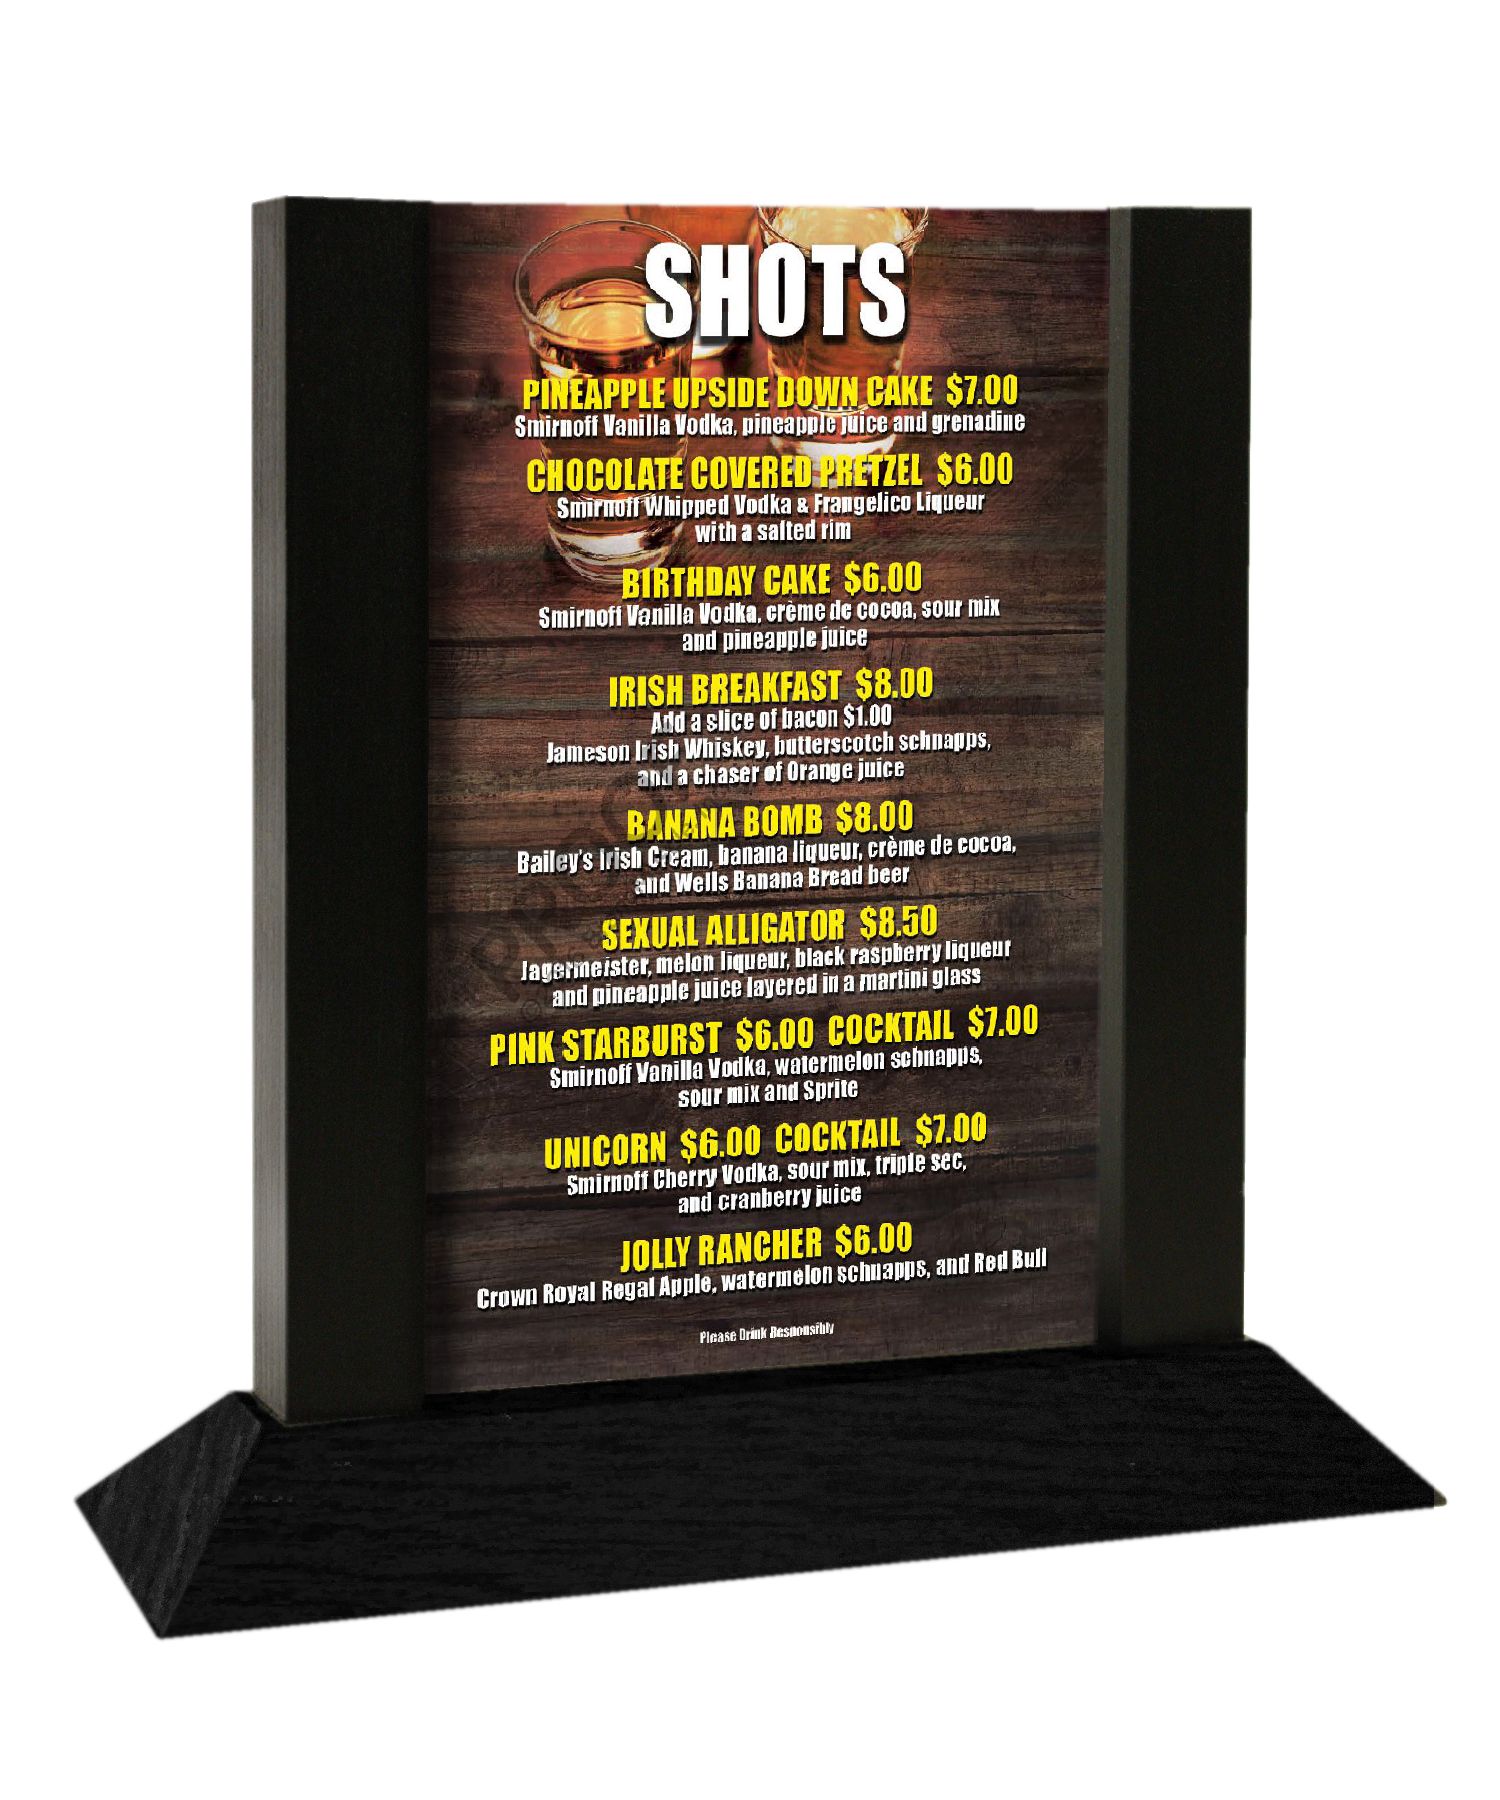 SHOTS
PINEAPPLE UPSIDE DOWN CAKE $7.00
Smirnoff Vanilla Vodka, pineapple juice and grenadine
CHOCOLATE COVERED PRETZEL $6.00
Smirnoff Whipped Vodka & Frangelico Liqueur
with a salted rim
BIRTHDAY CAKE $6.00
Smirnoff Vanilla Vodka, crème de cocoa, sour mix
and pineapple juice
IRISH BREAKFAST $8.00
Add a slice of bacon $1.00
Jameson Irish Whiskey, butterscotch schnapps,
and a chaser of Orange juice
BANANA BOMB $8.00
Bailey's Irish Cream, banana liqueur, crème de cocoa,
and Wells Banana Bread beer
SEXUAL ALLIGATOR $8.50
Jagermeister, melon liqueur, black raspberry liqueur
and pineapple juice layered in a martini glass
PINK STARBURST $6.00 COCKTAIL $7.00
Smirnoff Vanilla Vodka, watermelon schnapps,
sour mix and Sprite
UNICORN $6.00 COCKTAIL $7.00
Smirnoff Cherry Vodka, sour mix, triple sec,
and cranberry juice
JOLLY RANCHER $6.00
Crown Royal Regal Apple, watermelon schnapps, and Red Bull
Please Drink Responsibly